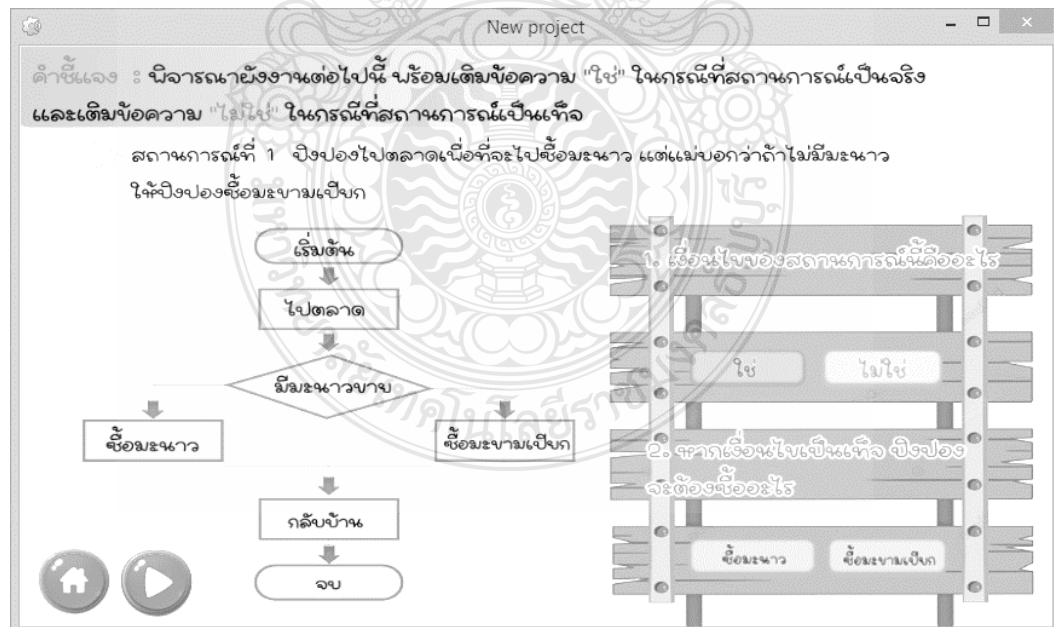 New project
คำชี้แจง : พิจารณาผังงานต่อไปนี้ พร้อมเติมข้อความ "ใช่" ในกรณีที่สถานการณ์เป็นจริง
และเติมข้อความ "ไม่ใช่" ในกรณีที่สถานการณ์เป็นเท็จ
สถานการณ์ที่ 1 ปิงปองไปตลาดเพื่อที่จะไปซื้อมะนาว แต่แม่บอกว่าถ้าไม่มีมะนาว
ให้ปิงปองซื้อมะขามเปียก
เริ่มต้น
ไปตลาด
มีมะนาวขาย
ซื้อมะนาว
ซื้อมะขามเปียก
กลับบ้าน
จบ
1. เงื่อนไขของสถานการณ์นี้คืออะไร
ใช่
ไม่ใช่
2. หากเงื่อนไขเป็นเท็จ ปิงปอง
จะต้องซื้ออะไร
ซื้อมะนาว
ซื้อมะขามเปียก